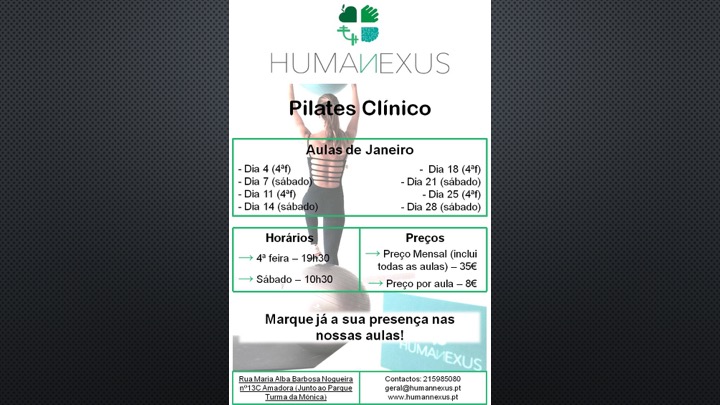 HUMANEXUS
Pilates Clínico
Aulas de Janeiro
- Dia 4 (4ªf)
- Dia 7 (sábado)
- Dia 11 (4ªf)
- Dia 14 (sábado)
- Dia 18 (4ªf)
- Dia 21 (sábado)
- Dia 25 (4ªf)
- Dia 28 (sábado)
Horários
→ 4ª feira – 19h30
→ Sábado – 10h30
Preços
→ Preço Mensal (inclui
todas as aulas) – 35€
→ Preço por aula – 8€
Marque já a sua presença nas
nossas aulas!
HUMANEXUS
Rua Maria Alba Barbosa Nogueira
nº13C Amadora (Junto ao Parque
Turma da Mónica)
Contactos: 215985080
geral@humannexus.pt
www.humannexus.pt